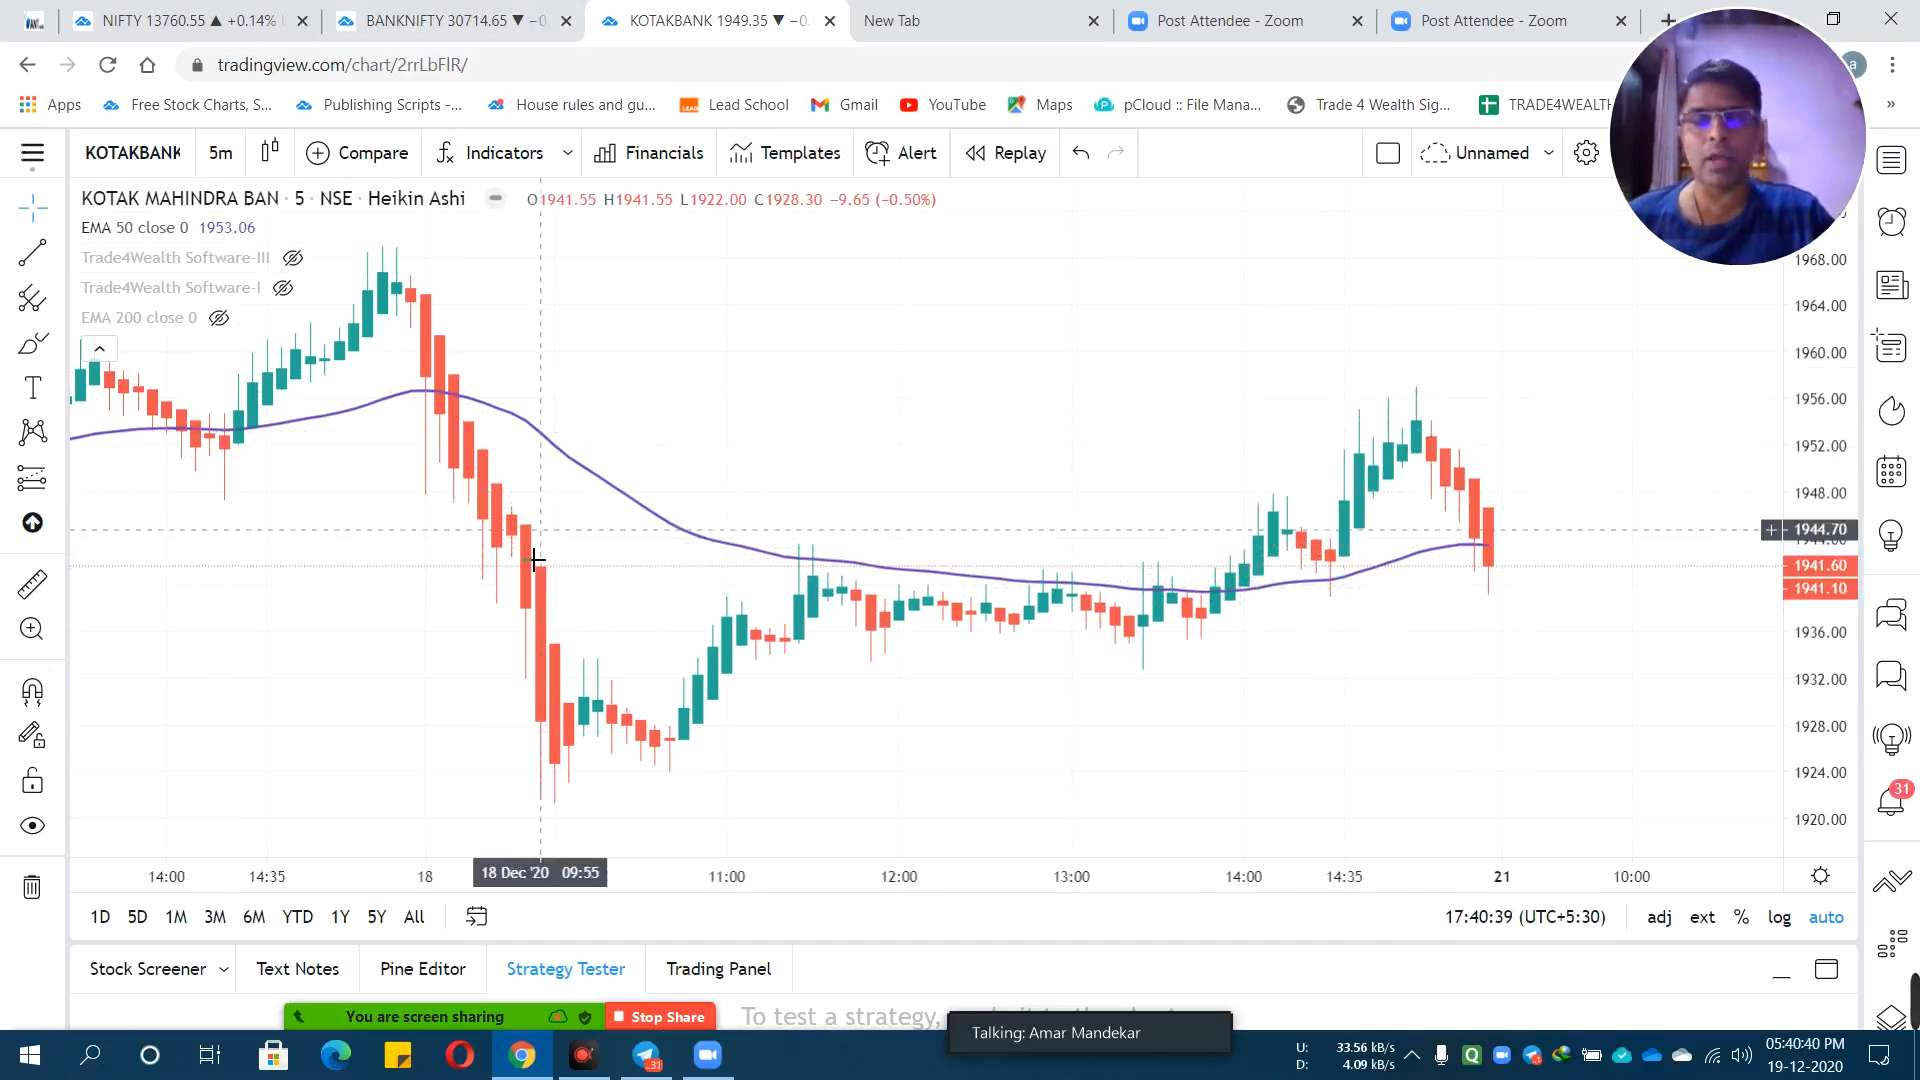 NIFTY 13760.55 ▲ +0.14%
BANKNIFTY 30714.65 ▼ −0
KOTAKBANK 1949.35 ▼ −0
New Tab
Post Attendee - Zoom
Post Attendee - Zoom
tradingview.com/chart/2rrLbFlR/
a
Apps
Free Stock Charts, S...
Publishing Scripts -...
House rules and gu...
Lead School
Gmail
YouTube
Maps
pCloud :: File Mana...
Trade 4 Wealth Sig...
TRADE4WEALTH
»
KOTAKBANK
5m
Compare
Indicators
Financials
Templates
Alert
Replay
Unnamed
KOTAK MAHINDRA BAN · 5 · NSE · Heikin Ashi
O1941.55 H1941.55 L1922.00 C1928.30 −9.65 (−0.50%)
EMA 50 close 0 1953.06
Trade4Wealth Software-III
Trade4Wealth Software-I
EMA 200 close 0
1968.00
1964.00
1960.00
1956.00
1952.00
1948.00
1944.70
1941.60
1941.10
1936.00
1932.00
1928.00
1924.00
1920.00
31
14:00
14:35
18
18 Dec '20 09:55
11:00
12:00
13:00
14:00
14:35
21
10:00
1D 5D 1M 3M 6M YTD 1Y 5Y All
17:40:39 (UTC+5:30)
adj ext % log auto
Stock Screener
Text Notes
Pine Editor
Strategy Tester
Trading Panel
You are screen sharing
Stop Share
To test a strategy,
Talking: Amar Mandekar
31
U: 33.56 kB/s
D: 4.09 kB/s
05:40:40 PM
19-12-2020